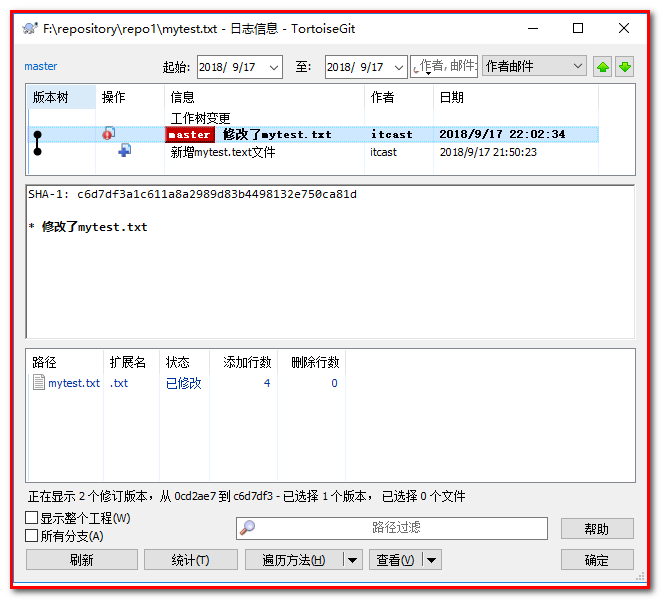 F:\repository\repo1\mytest.txt - 日志信息 - TortoiseGit
master 起始: 2018/ 9/17 至: 2018/ 9/17 作者, 邮件: 作者邮件
版本树 操作 信息 作者 日期
工作树变更
master 修改了mytest.txt itcast 2018/9/17 22:02:34
新增mytest.text文件 itcast 2018/9/17 21:50:23
SHA-1: c6d7df3a1c611a8a2989d83b4498132e750ca81d
* 修改了mytest.txt
路径 扩展名 状态 添加行数 删除行数
mytest.txt .txt 已修改 4 0
正在显示 2 个修订版本，从 0cd2ae7 到 c6d7df3 - 已选择 1 个版本， 已选择 0 个文件
显示整个工程(W)
路径过滤 帮助
所有分支(A)
刷新 统计(T) 遍历方法(H) 查看(V) 确定